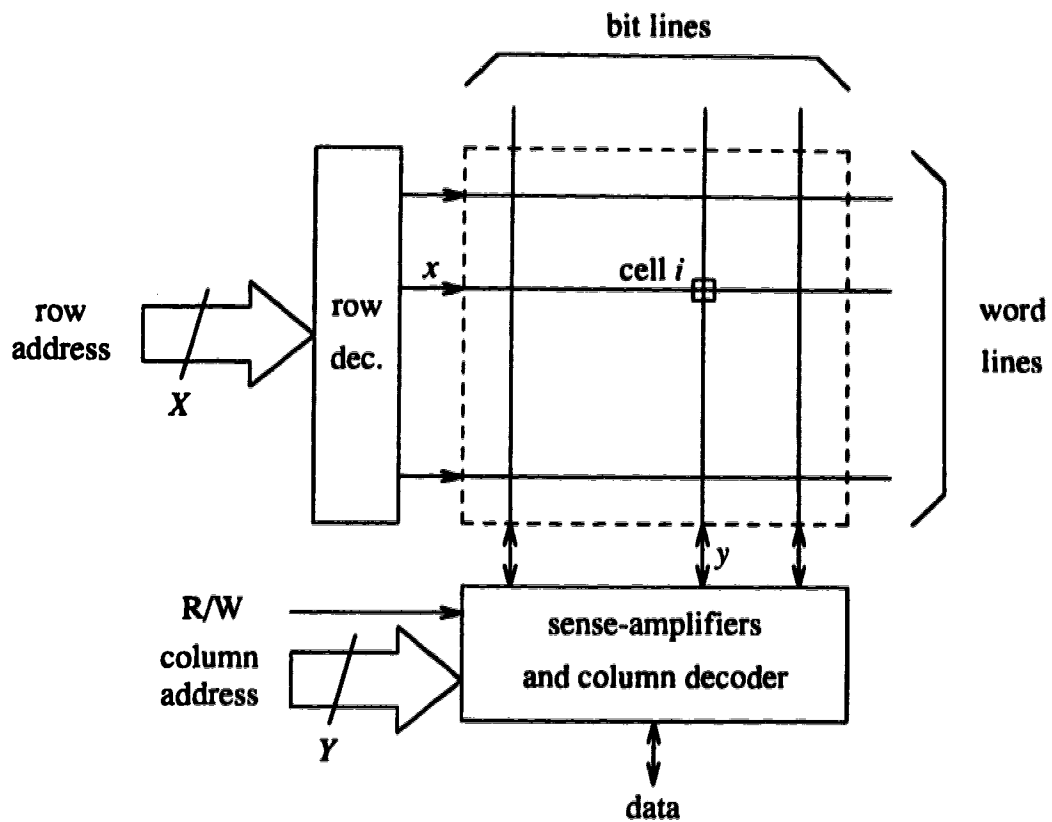 bit lines
x
cell i
row
address
row
dec.
word
lines
X
y
R/W
column
address
sense-amplifiers
and column decoder
Y
data